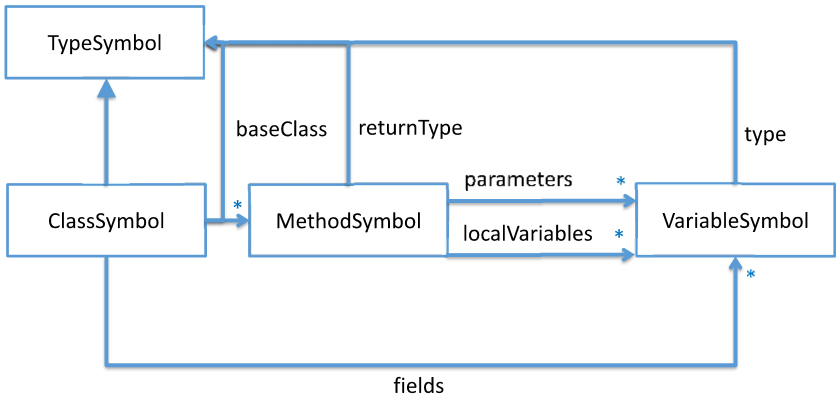 TypeSymbol
baseClass
returnType
type
parameters
*
*
ClassSymbol
MethodSymbol
VariableSymbol
localVariables
*
*
fields